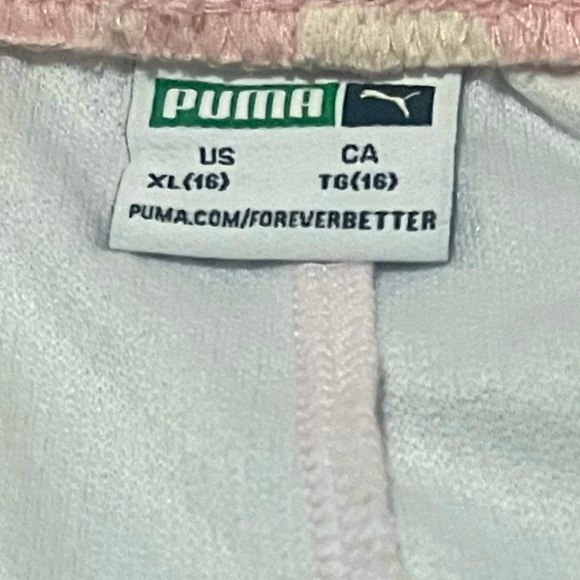 PUMA
US CA
XL(16) TG(16)
PUMA.COM/FOREVERBETTER